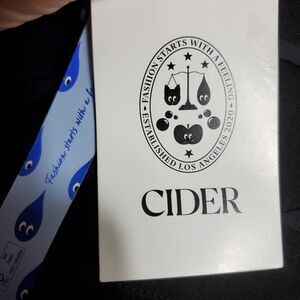 FASHION STARTS WITH A FEELING
ESTABLISHED LOS ANGELES 2020
CIDER
Fashion starts with a